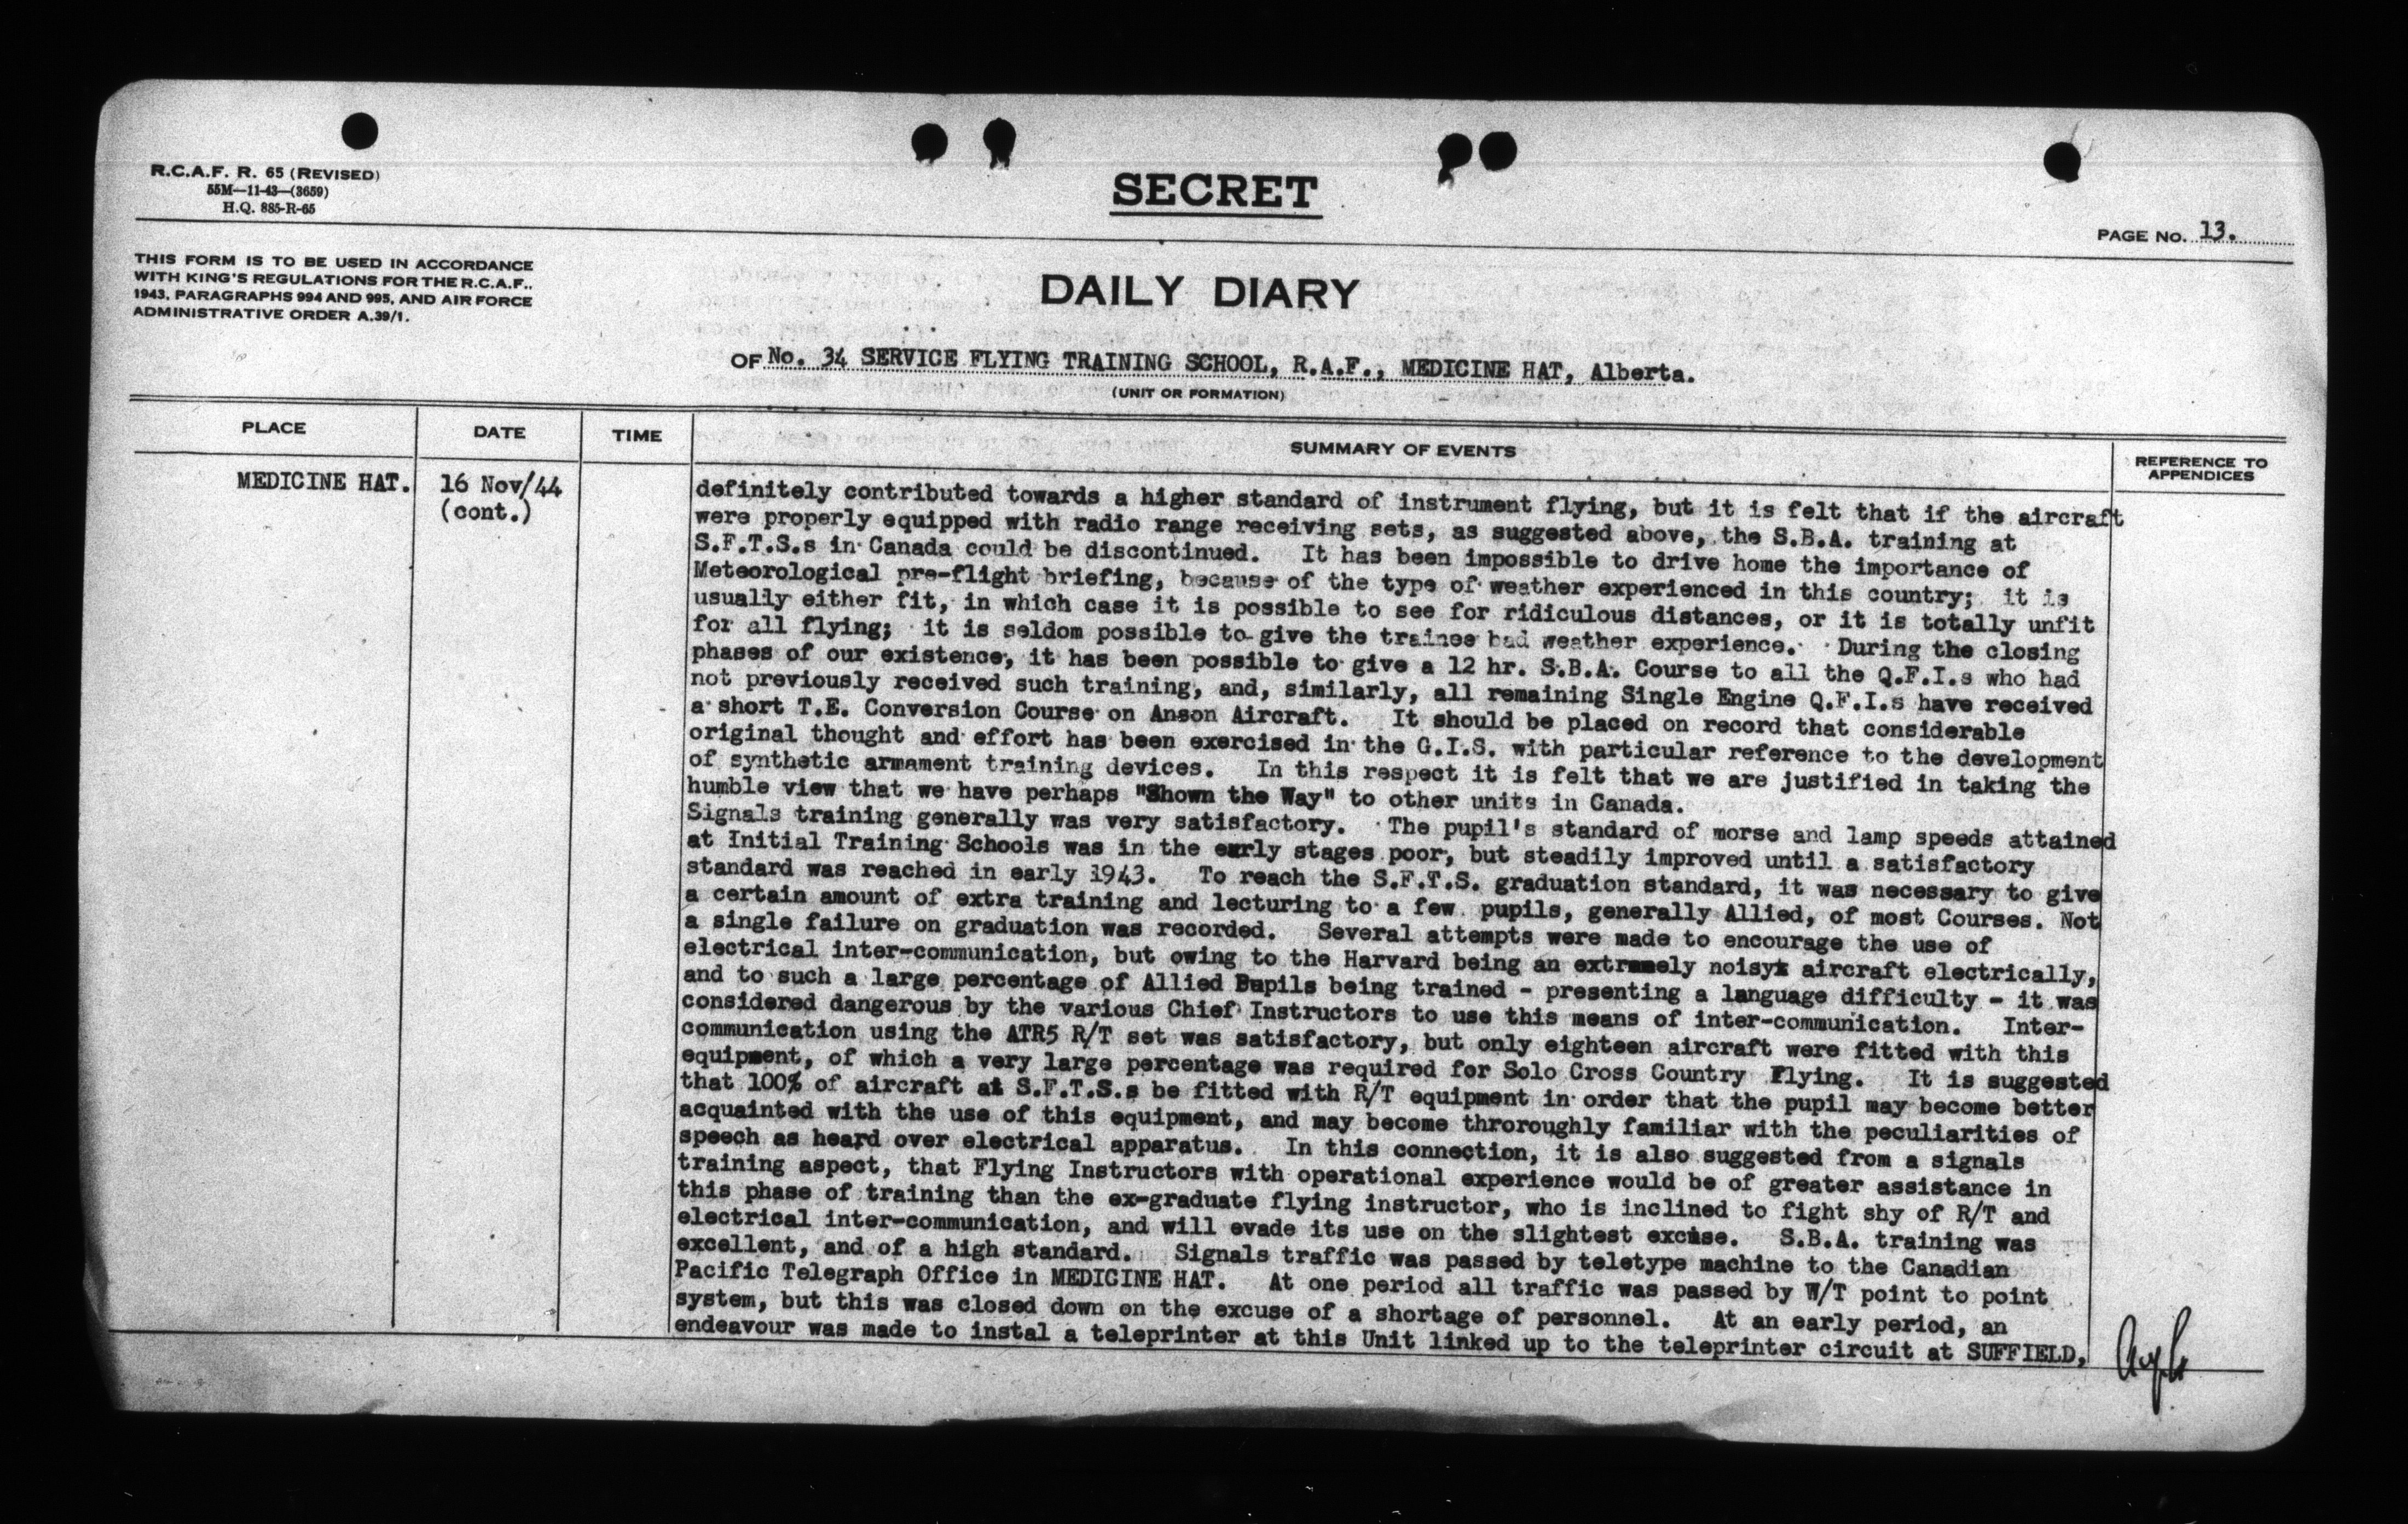 R.C.A.F. R. 65 (REVISED)
55M—11-43—(3659)
H.Q. 885-R-65
SECRET
PAGE NO. 13.
THIS FORM IS TO BE USED IN ACCORDANCE
WITH KING'S REGULATIONS FOR THE R.C.A.F.,
1943, PARAGRAPHS 994 AND 995, AND AIR FORCE
ADMINISTRATIVE ORDER A.39/1.
DAILY DIARY
OF No. 34 SERVICE FLYING TRAINING SCHOOL, R.A.F., MEDICINE HAT, Alberta.
(UNIT OR FORMATION)
PLACE DATE TIME SUMMARY OF EVENTS REFERENCE TO
APPENDICES
MEDICINE HAT. 16 Nov/44
(cont.)
definitely contributed towards a higher standard of instrument flying, but it is felt that if the aircraft
were properly equipped with radio range receiving sets, as suggested above, the S.B.A. training at
S.F.T.S.s in Canada could be discontinued. It has been impossible to drive home the importance of
Meteorological pre-flight briefing, because of the type of weather experienced in this country; it is
usually either fit, in which case it is possible to see for ridiculous distances, or it is totally unfit
for all flying; it is seldom possible to give the trainee bad weather experience. During the closing
phases of our existence, it has been possible to give a 12 hr. S.B.A. Course to all the Q.F.I.s who had
not previously received such training, and, similarly, all remaining Single Engine Q.F.I.s have received
a short T.E. Conversion Course on Anson Aircraft. It should be placed on record that considerable
original thought and effort has been exercised in the G.I.S. with particular reference to the development
of synthetic armament training devices. In this respect it is felt that we are justified in taking the
humble view that we have perhaps "Shown the Way" to other units in Canada.
Signals training generally was very satisfactory. The pupil's standard of morse and lamp speeds attained
at Initial Training Schools was in the early stages poor, but steadily improved until a satisfactory
standard was reached in early 1943. To reach the S.F.T.S. graduation standard, it was necessary to give
a certain amount of extra training and lecturing to a few pupils, generally Allied, of most Courses. Not
a single failure on graduation was recorded. Several attempts were made to encourage the use of
electrical inter-communication, but owing to the Harvard being an extremely noisyx aircraft electrically,
and to such a large percentage of Allied Pupils being trained - presenting a language difficulty - it was
considered dangerous by the various Chief Instructors to use this means of inter-communication. Inter-
communication using the ATR5 R/T set was satisfactory, but only eighteen aircraft were fitted with this
equipment, of which a very large percentage was required for Solo Cross Country Flying. It is suggested
that 100% of aircraft at S.F.T.S.s be fitted with R/T equipment in order that the pupil may become better
acquainted with the use of this equipment, and may become throroughly familiar with the peculiarities of
speech as heard over electrical apparatus. In this connection, it is also suggested from a signals
training aspect, that Flying Instructors with operational experience would be of greater assistance in
this phase of training than the ex-graduate flying instructor, who is inclined to fight shy of R/T and
electrical inter-communication, and will evade its use on the slightest excuse. S.B.A. training was
excellent, and of a high standard. Signals traffic was passed by teletype machine to the Canadian
Pacific Telegraph Office in MEDICINE HAT. At one period all traffic was passed by W/T point to point
system, but this was closed down on the excuse of a shortage of personnel. At an early period, an
endeavour was made to instal a teleprinter at this Unit linked up to the teleprinter circuit at SUFFIELD,